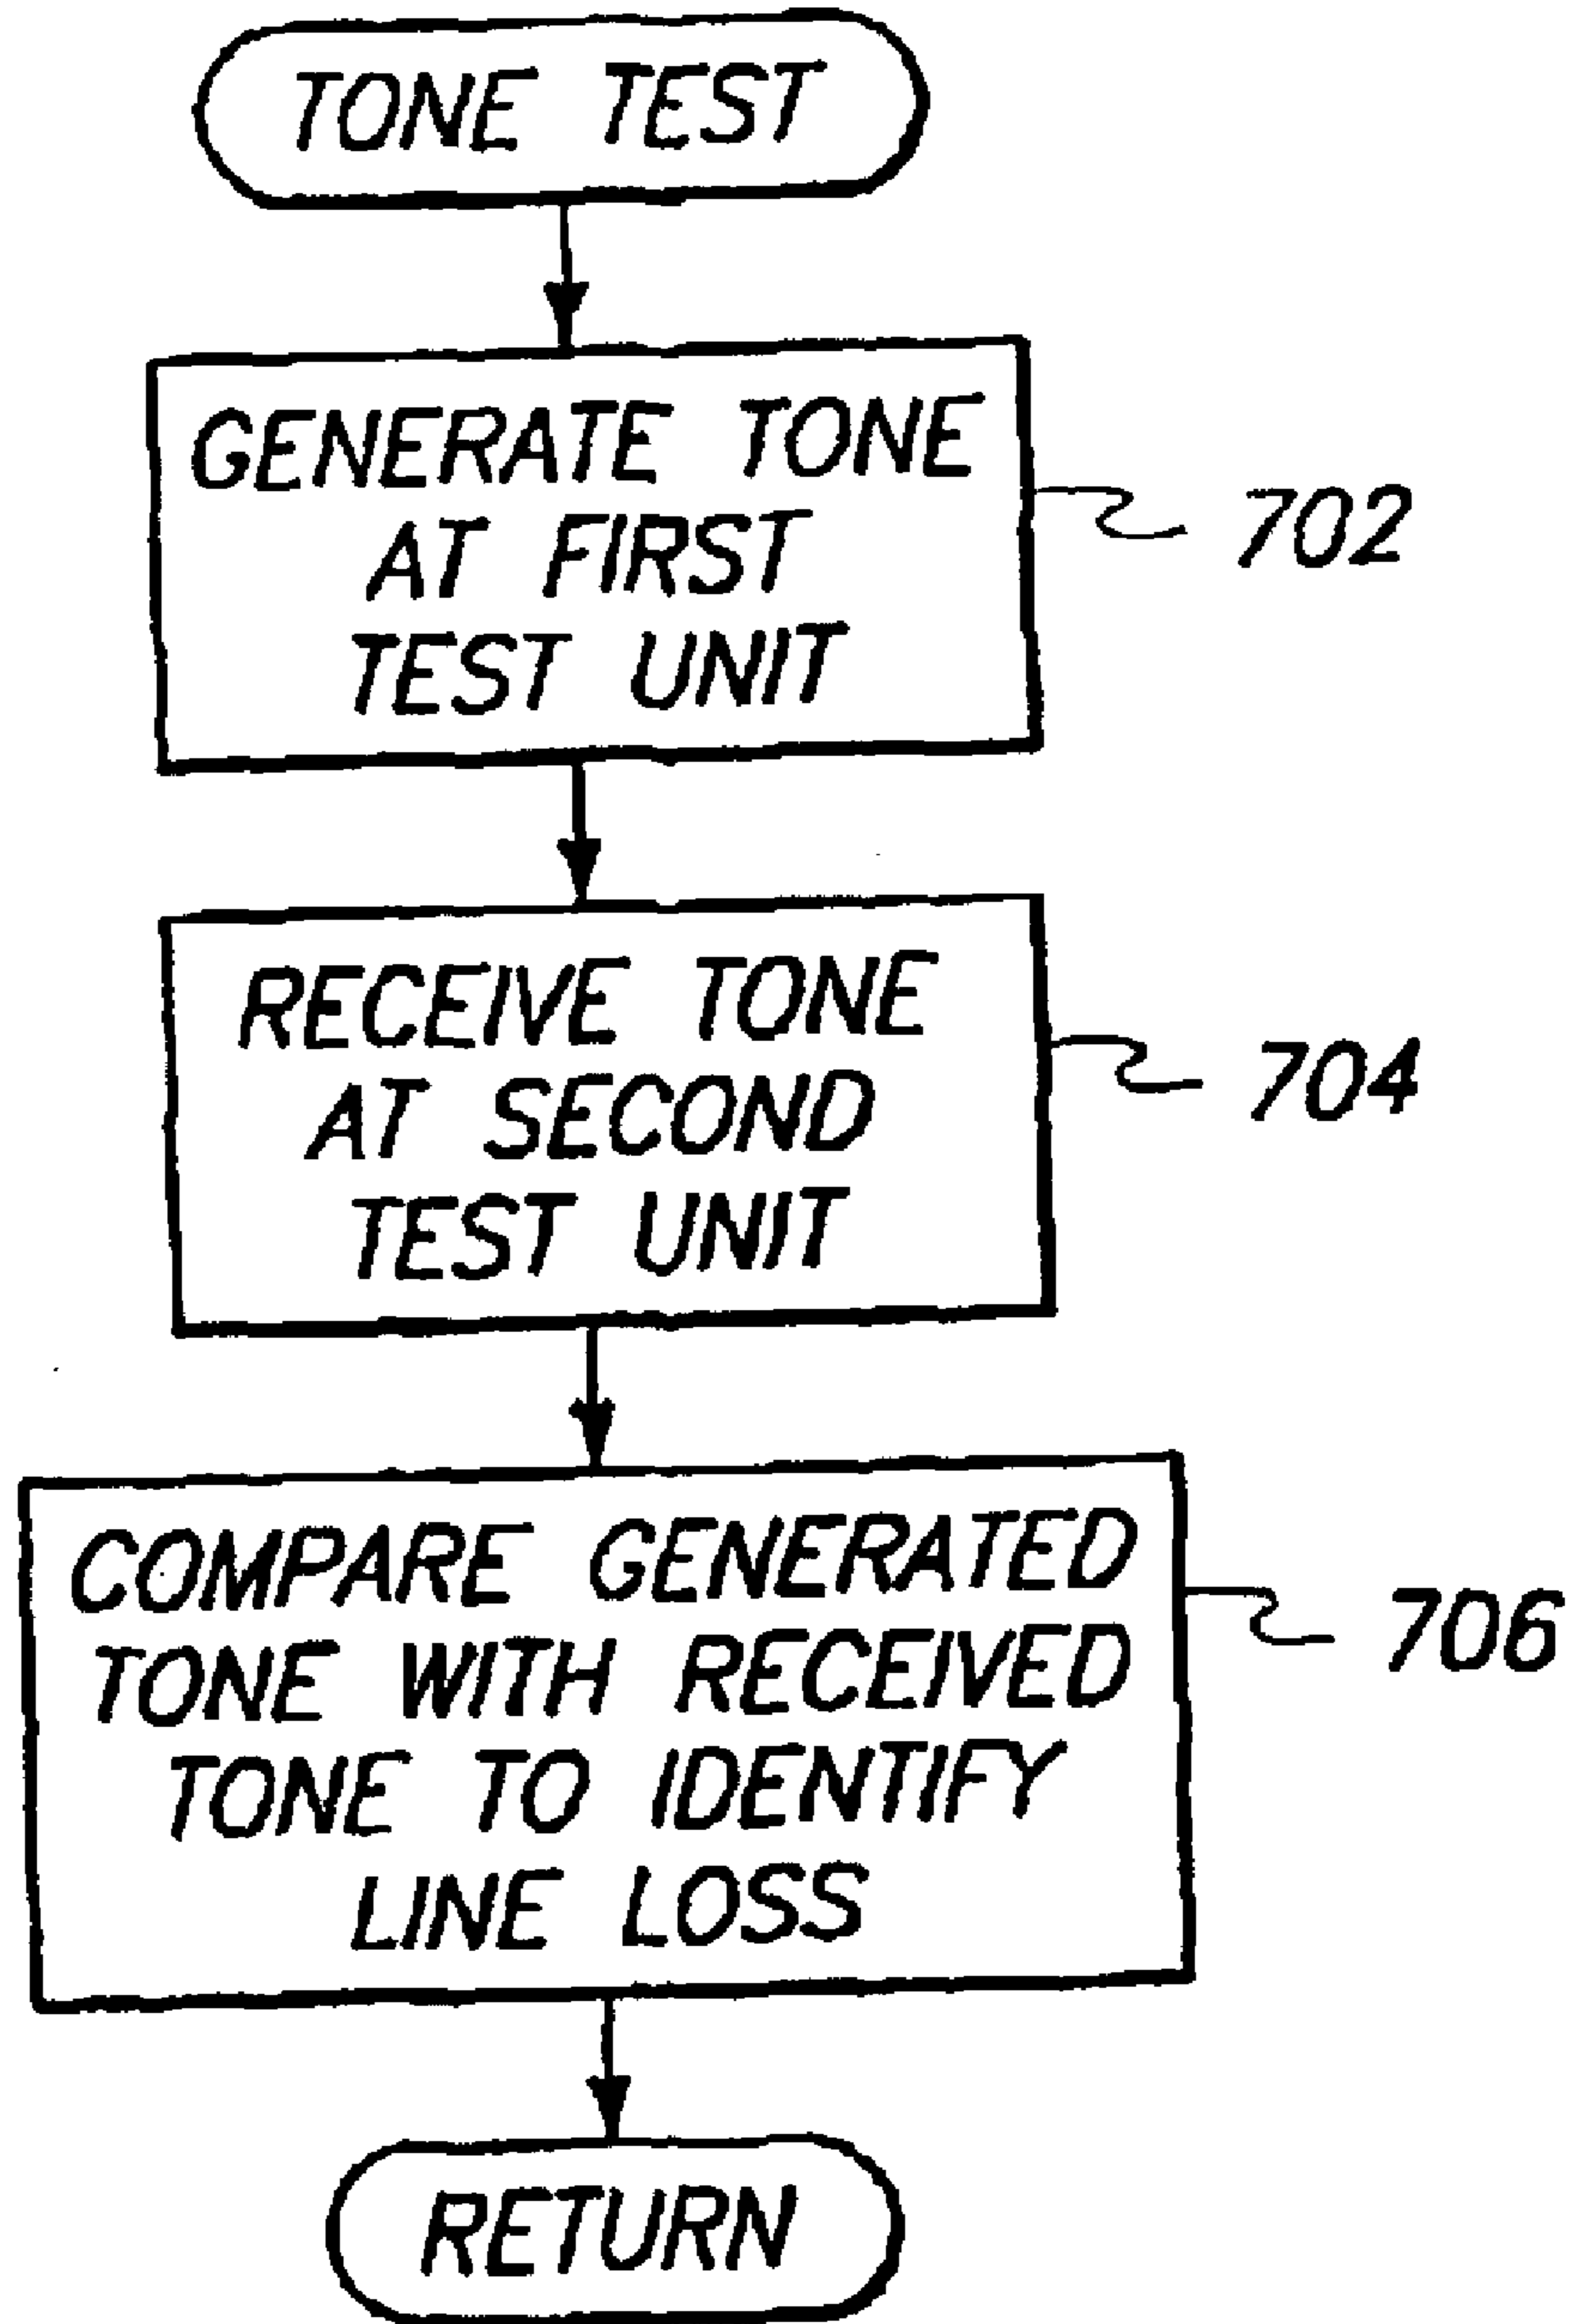 TONE TEST
GENERATE TONE
AT FIRST
TEST UNIT
702
RECEIVE TONE
AT SECOND
TEST UNIT
704
COMPARE GENERATED
TONE WITH RECEIVED
TONE TO IDENTIFY
LINE LOSS
706
RETURN